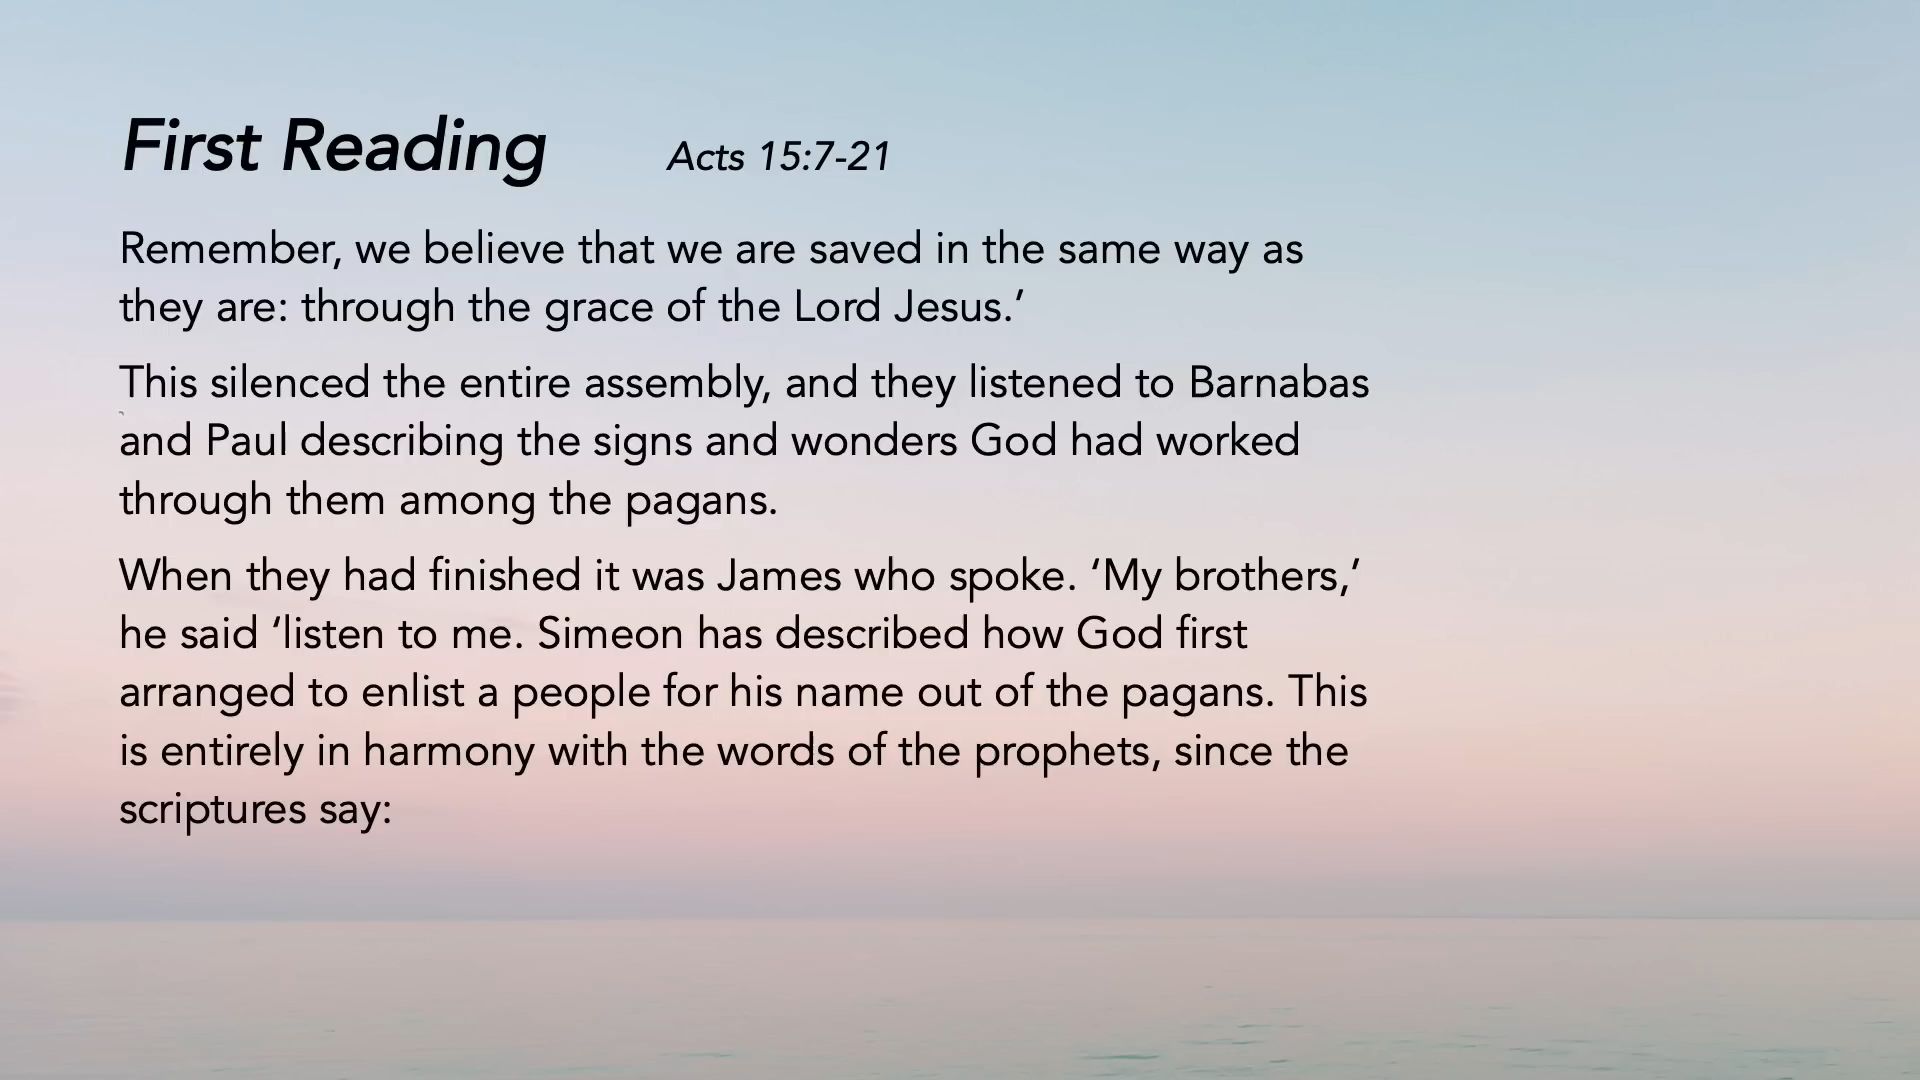 First Reading Acts 15:7-21
Remember, we believe that we are saved in the same way as
they are: through the grace of the Lord Jesus.’
This silenced the entire assembly, and they listened to Barnabas
and Paul describing the signs and wonders God had worked
through them among the pagans.
When they had finished it was James who spoke. ‘My brothers,’
he said ‘listen to me. Simeon has described how God first
arranged to enlist a people for his name out of the pagans. This
is entirely in harmony with the words of the prophets, since the
scriptures say: